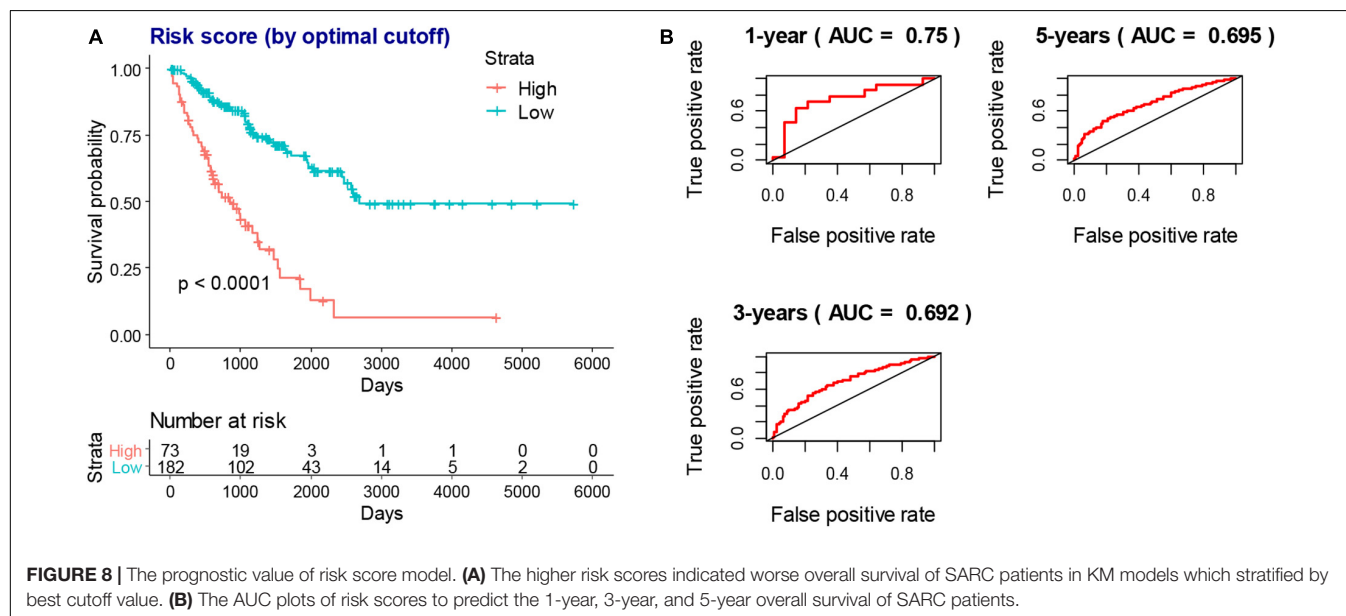 A
Risk score (by optimal cutoff)
Strata
High
Low
Survival probability
1.00
0.75
0.50
0.25
0.00
p < 0.0001
0 1000 2000 3000 4000 5000 6000
Days
Number at risk
Strata
High 73 19 3 1 1 0 0
Low 182 102 43 14 5 2 0
0 1000 2000 3000 4000 5000 6000
Days
B
1-year ( AUC = 0.75 )
True positive rate
0.6
0.0
0.0 0.4 0.8
False positive rate
5-years ( AUC = 0.695 )
True positive rate
0.6
0.0
0.0 0.4 0.8
False positive rate
3-years ( AUC = 0.692 )
True positive rate
0.6
0.0
0.0 0.4 0.8
False positive rate
FIGURE 8 | The prognostic value of risk score model. (A) The higher risk scores indicated worse overall survival of SARC patients in KM models which stratified by
best cutoff value. (B) The AUC plots of risk scores to predict the 1-year, 3-year, and 5-year overall survival of SARC patients.